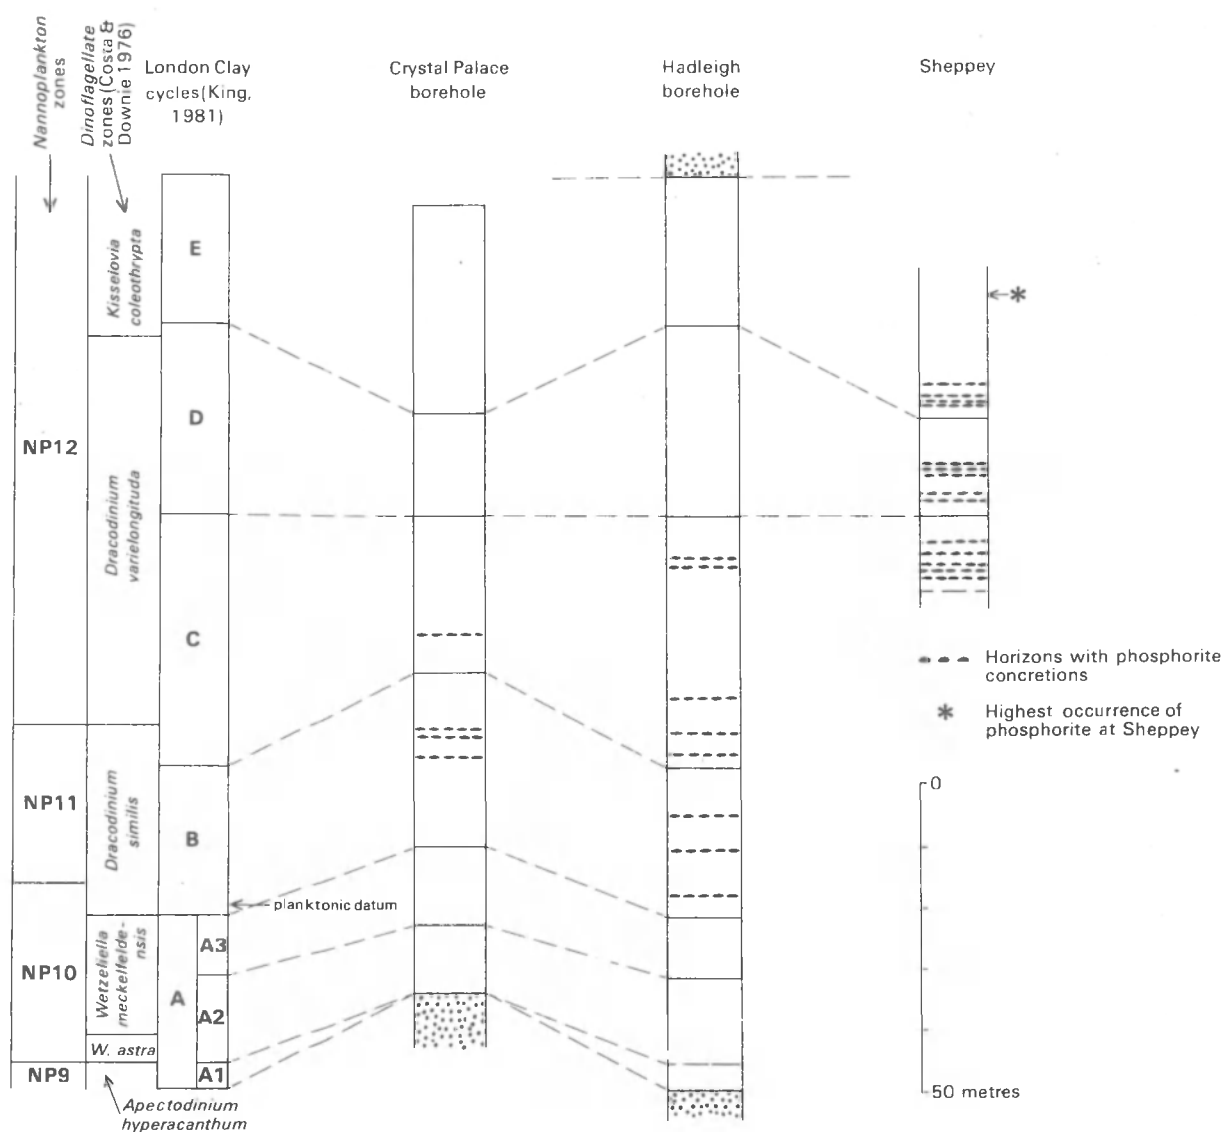 Nannoplankton
zones
Dinoflagellate
zones (Costa &
Downie 1976)
London Clay
cycles(King,
1981)
Crystal Palace
borehole
Hadleigh
borehole
Sheppey
NP12
NP11
NP10
NP9
Kisselovia
coleothrypta
Dracodinium
varielongituda
Dracodinium
similis
Wetzeliella
meckelfelde-
nsis
W. astra
Apectodinium
hyperacanthum
E
D
C
B
A
A3
A2
A1
planktonic datum
*
Horizons with phosphorite
concretions
* Highest occurrence of
phosphorite at Sheppey
0
50 metres